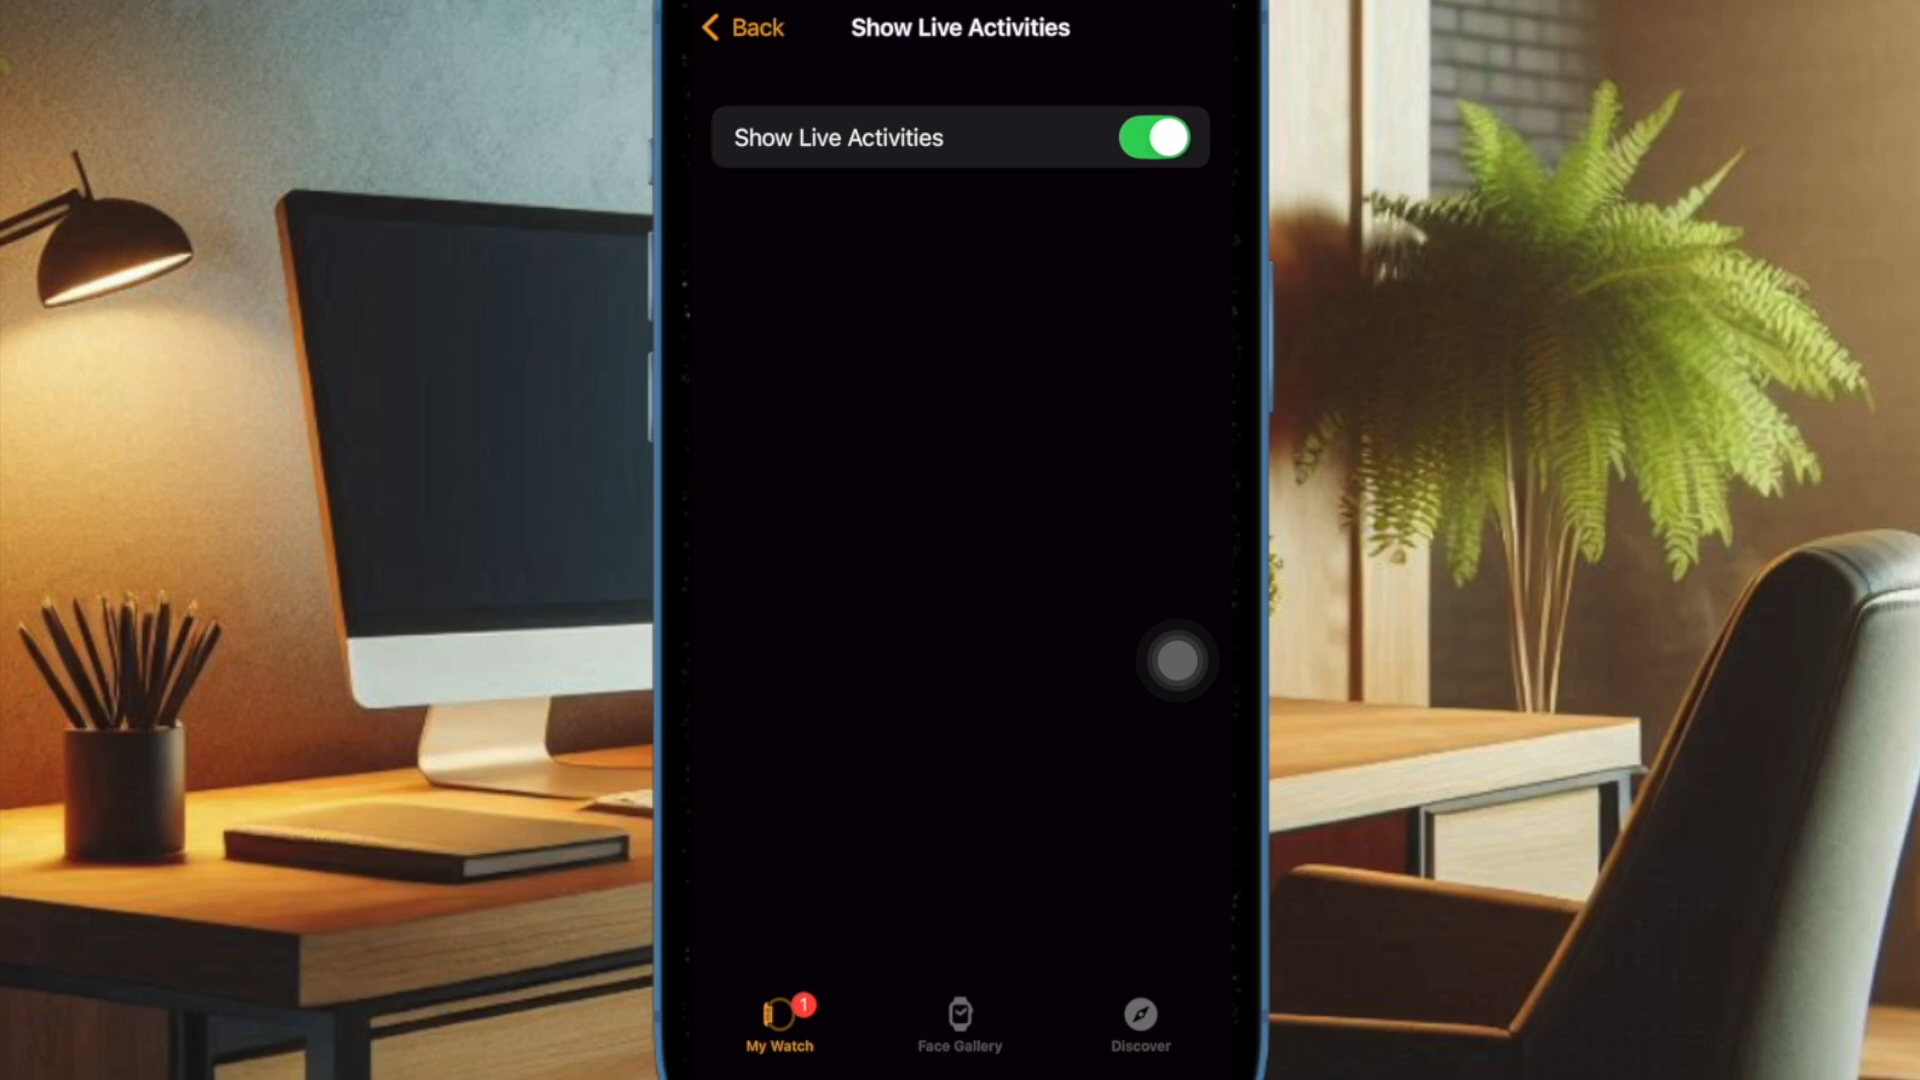 Back
Show Live Activities
Show Live Activities
1
My Watch
Face Gallery
Discover